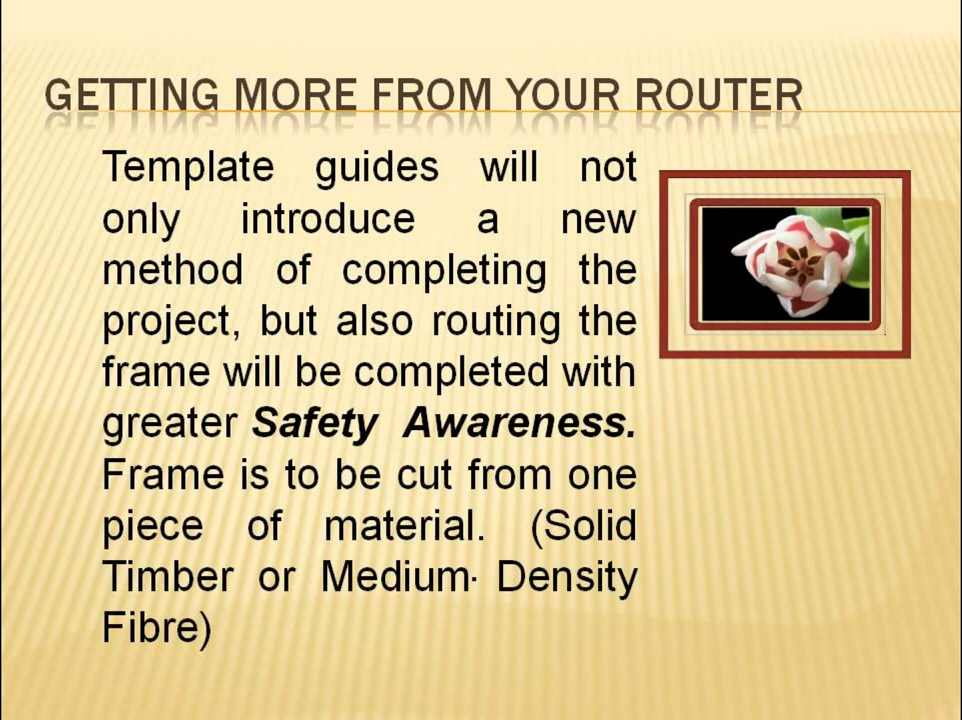 GETTING MORE FROM YOUR ROUTER
Template guides will not
only introduce a new
method of completing the
project, but also routing the
frame will be completed with
greater Safety Awareness.
Frame is to be cut from one
piece of material. (Solid
Timber or Medium· Density
Fibre)